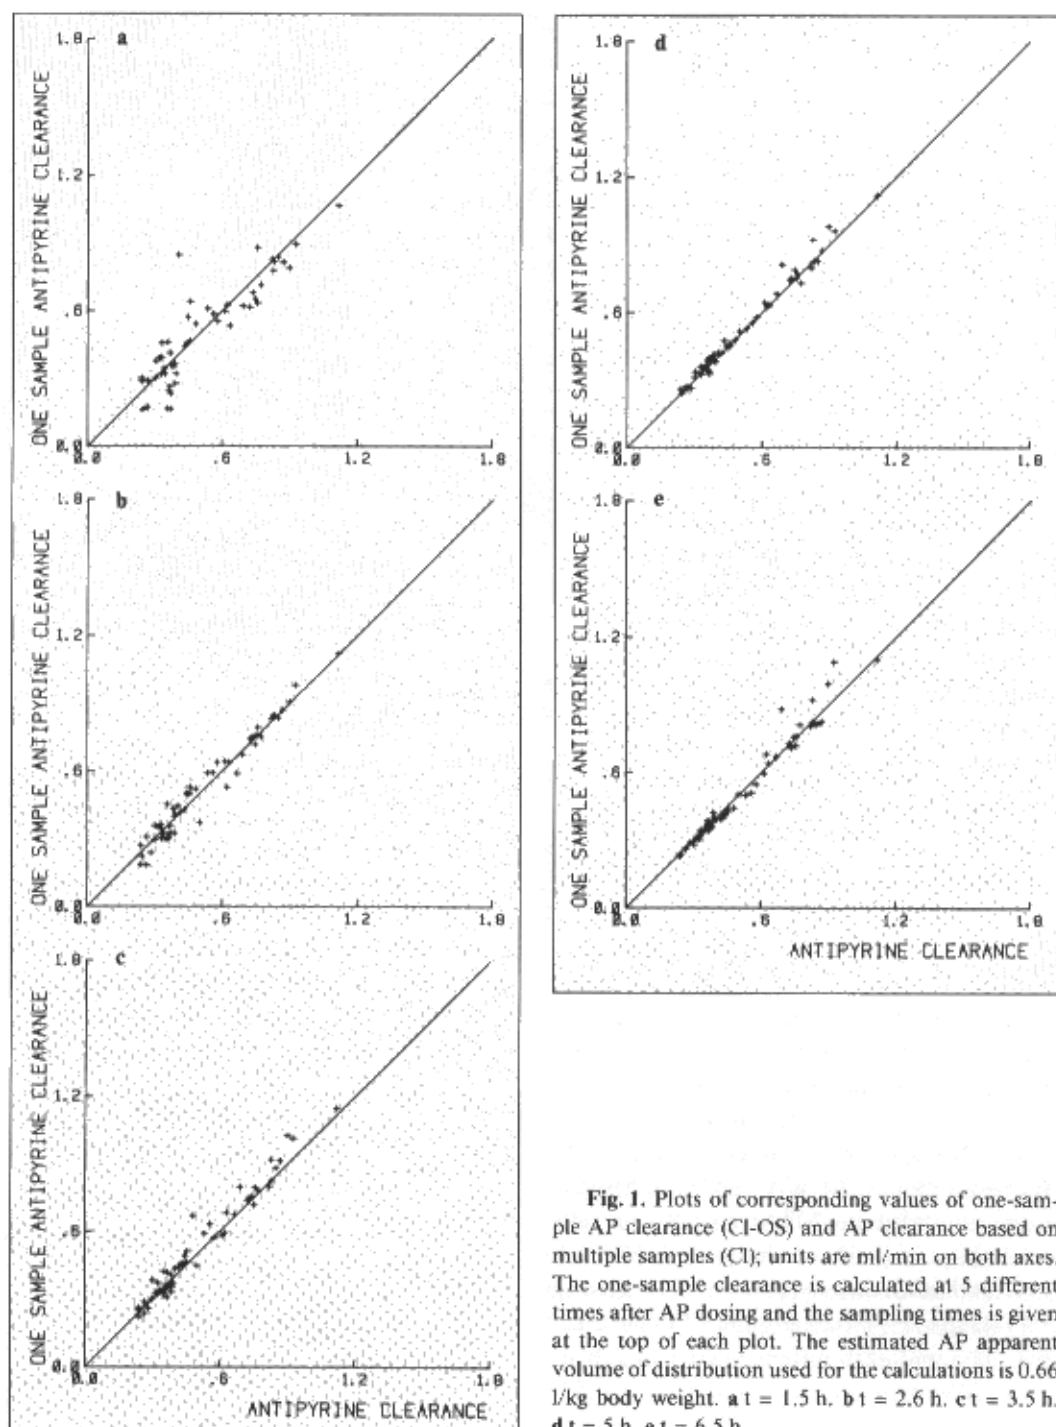 a
1.8
1.2
.6
0.0
0.0
.6
1.2
1.8
ONE SAMPLE ANTIPYRINE CLEARANCE
b
1.8
1.2
.6
0.0
0.0
.6
1.2
1.8
ONE SAMPLE ANTIPYRINE CLEARANCE
c
1.8
1.2
.6
0.0
0.0
.6
1.2
1.8
ONE SAMPLE ANTIPYRINE CLEARANCE
ANTIPYRINE CLEARANCE
d
1.8
1.2
.6
0.0
0.0
.6
1.2
1.8
ONE SAMPLE ANTIPYRINE CLEARANCE
e
1.8
1.2
.6
0.0
0.0
.6
1.2
1.8
ONE SAMPLE ANTIPYRINE CLEARANCE
ANTIPYRINE CLEARANCE
Fig. 1. Plots of corresponding values of one-sam-
ple AP clearance (Cl-OS) and AP clearance based on
multiple samples (Cl); units are ml/min on both axes.
The one-sample clearance is calculated at 5 different
times after AP dosing and the sampling times is given
at the top of each plot. The estimated AP apparent
volume of distribution used for the calculations is 0.66
l/kg body weight. a t = 1.5 h. b t = 2.6 h. c t = 3.5 h.
d t = 5 h. e t = 6.5 h.